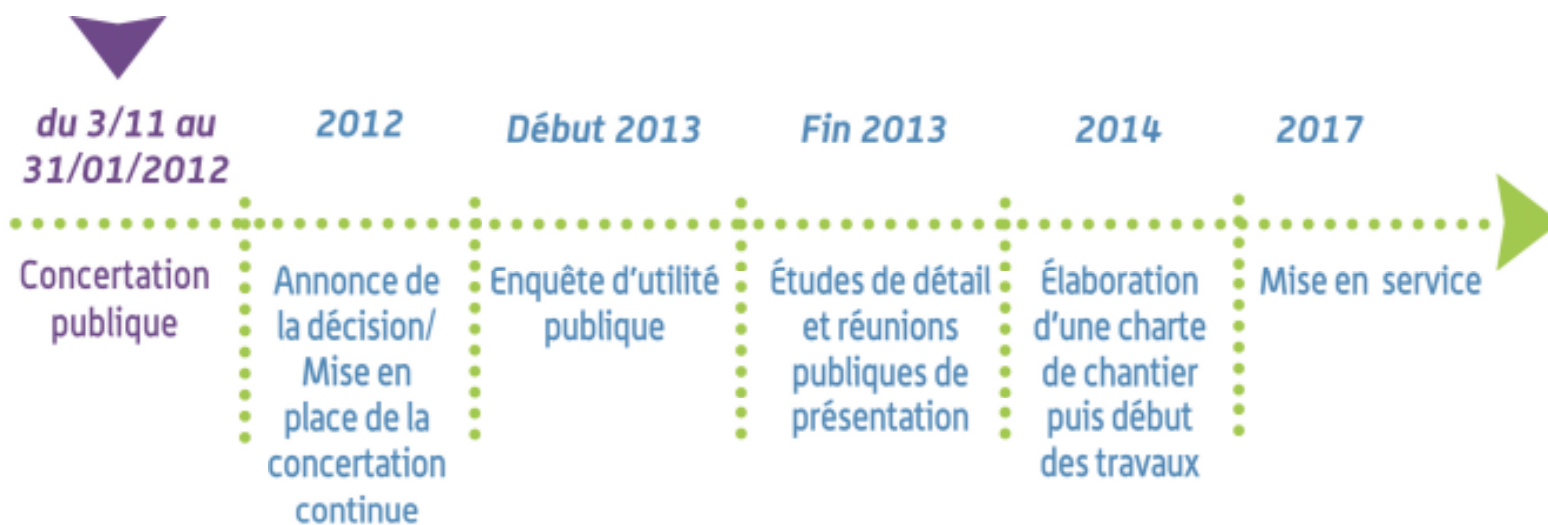 du 3/11 au
31/01/2012
2012
Début 2013
Fin 2013
2014
2017
Concertation
publique
Annonce de
la décision/
Mise en
place de la
concertation
continue
Enquête d'utilité
publique
Études de détail
et réunions
publiques de
présentation
Élaboration
d'une charte
de chantier
puis début
des travaux
Mise en service